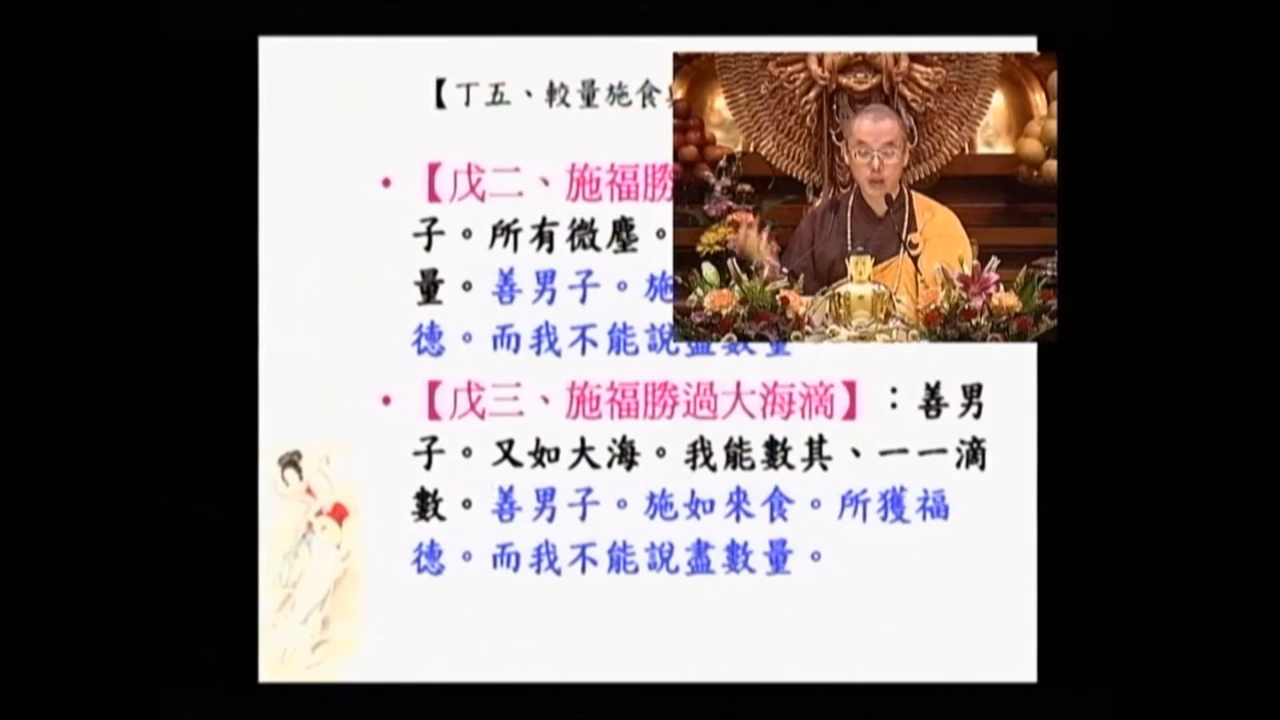 【丁五、較量施食
• 【戊二、施福勝
子。所有微塵。
量。善男子。施
德。而我不能說盡數量
• 【戊三、施福勝過大海滴】：善男
子。又如大海。我能數其、一一滴
數。善男子。施如來食。所獲福
德。而我不能說盡數量。